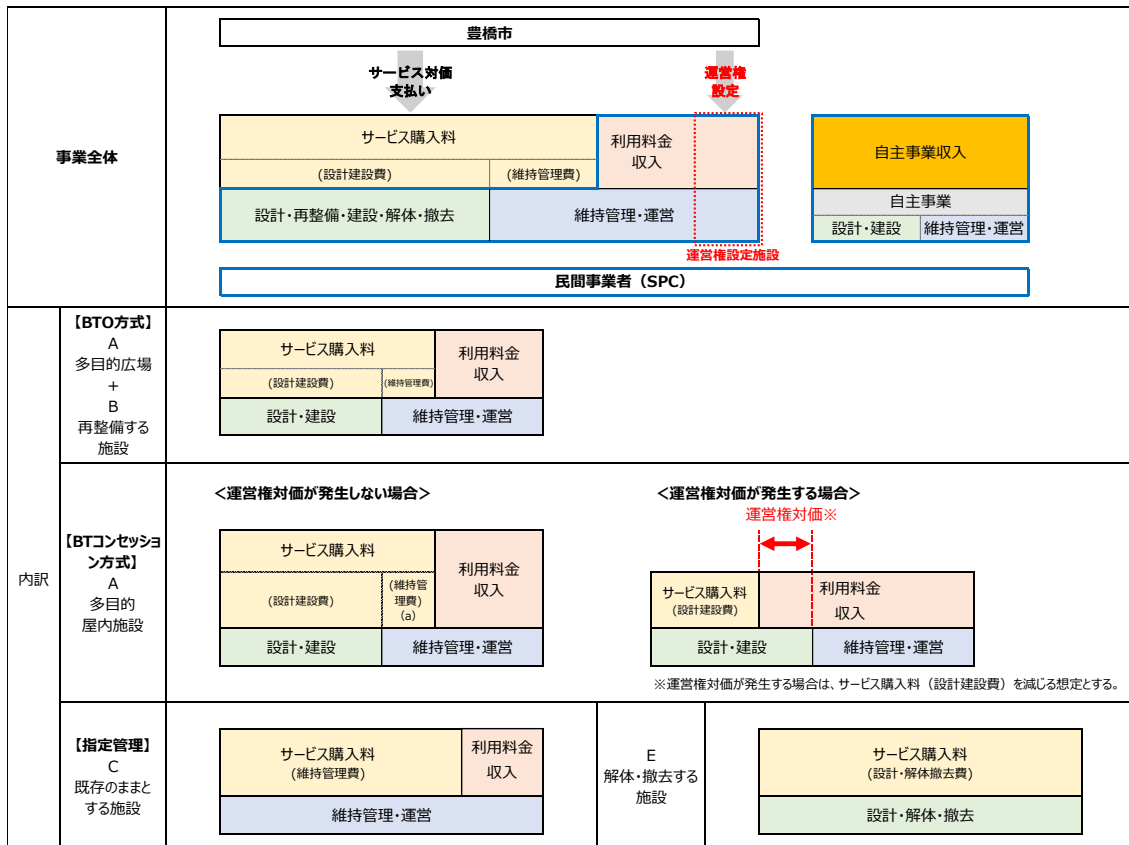 事業全体
豊橋市
サービス対価
支払い
運営権
設定
サービス購入料
(設計建設費)
(維持管理費)
利用料金
収入
設計・再整備・建設・解体・撤去
維持管理・運営
運営権設定施設
自主事業収入
自主事業
設計・建設
維持管理・運営
民間事業者（SPC）
内訳
【BTO方式】
A
多目的広場
+
B
再整備する
施設
サービス購入料
(設計建設費)
(維持管理費)
利用料金
収入
設計・建設
維持管理・運営
【BTコンセッショ
ン方式】
A
多目的
屋内施設
＜運営権対価が発生しない場合＞
サービス購入料
(設計建設費)
(維持管
理費)
(a)
利用料金
収入
設計・建設
維持管理・運営
＜運営権対価が発生する場合＞
運営権対価※
サービス購入料
(設計建設費)
利用料金
収入
設計・建設
維持管理・運営
※運営権対価が発生する場合は、サービス購入料（設計建設費）を減じる想定とする。
【指定管理】
C
既存のままと
する施設
サービス購入料
(維持管理費)
利用料金
収入
維持管理・運営
E
解体・撤去する
施設
サービス購入料
(設計・解体撤去費)
設計・解体・撤去